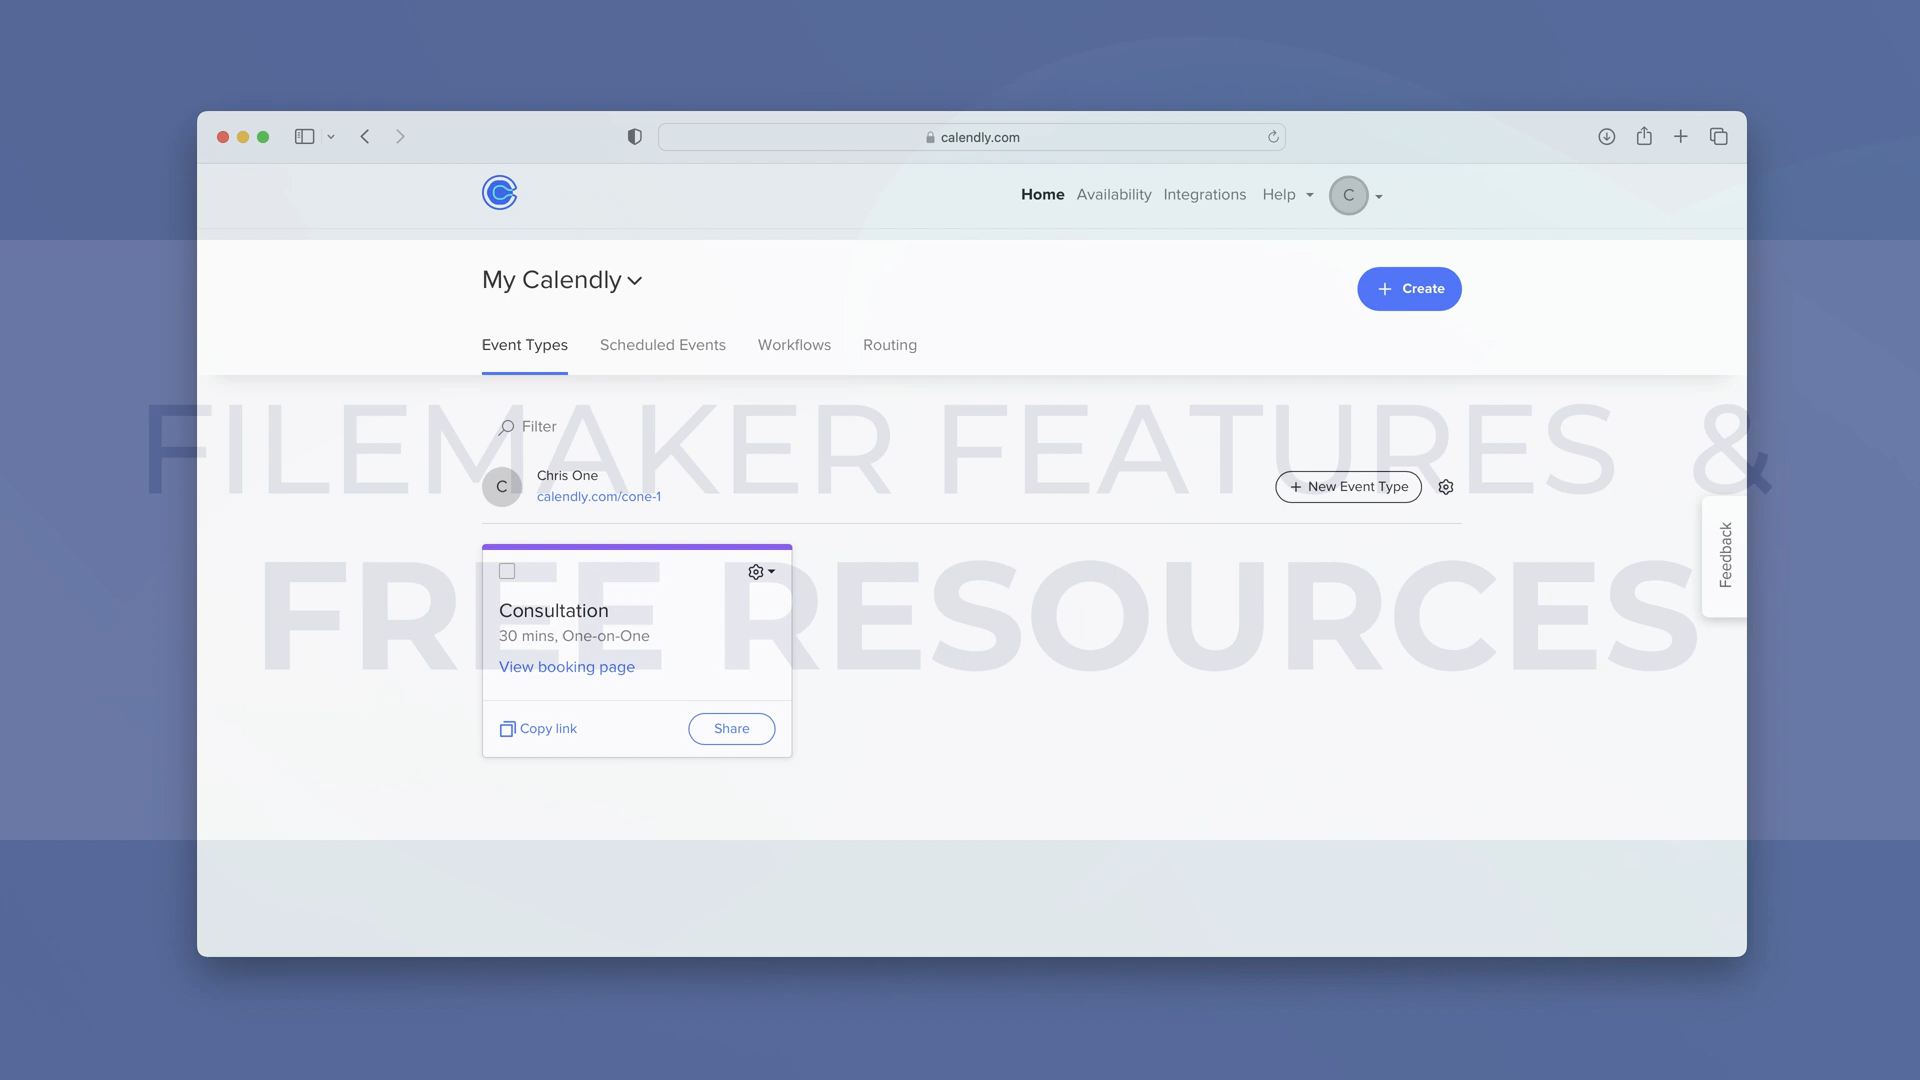 calendly.com
Home Availability Integrations Help C
My Calendly
+ Create
Event Types Scheduled Events Workflows Routing
FILEMAKER FEATURES &
Filter
C Chris One
calendly.com/cone-1
+ New Event Type
FREE RESOURCES
Feedback
Consultation
30 mins, One-on-One
View booking page
Copy link Share